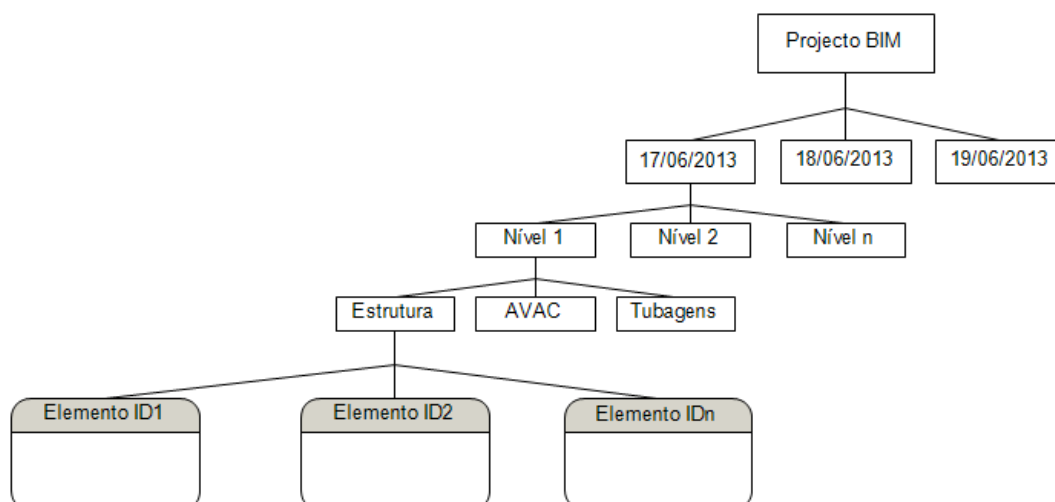 Projecto BIM
17/06/2013
18/06/2013
19/06/2013
Nível 1
Nível 2
Nível n
Estrutura
AVAC
Tubagens
Elemento ID1
Elemento ID2
Elemento IDn